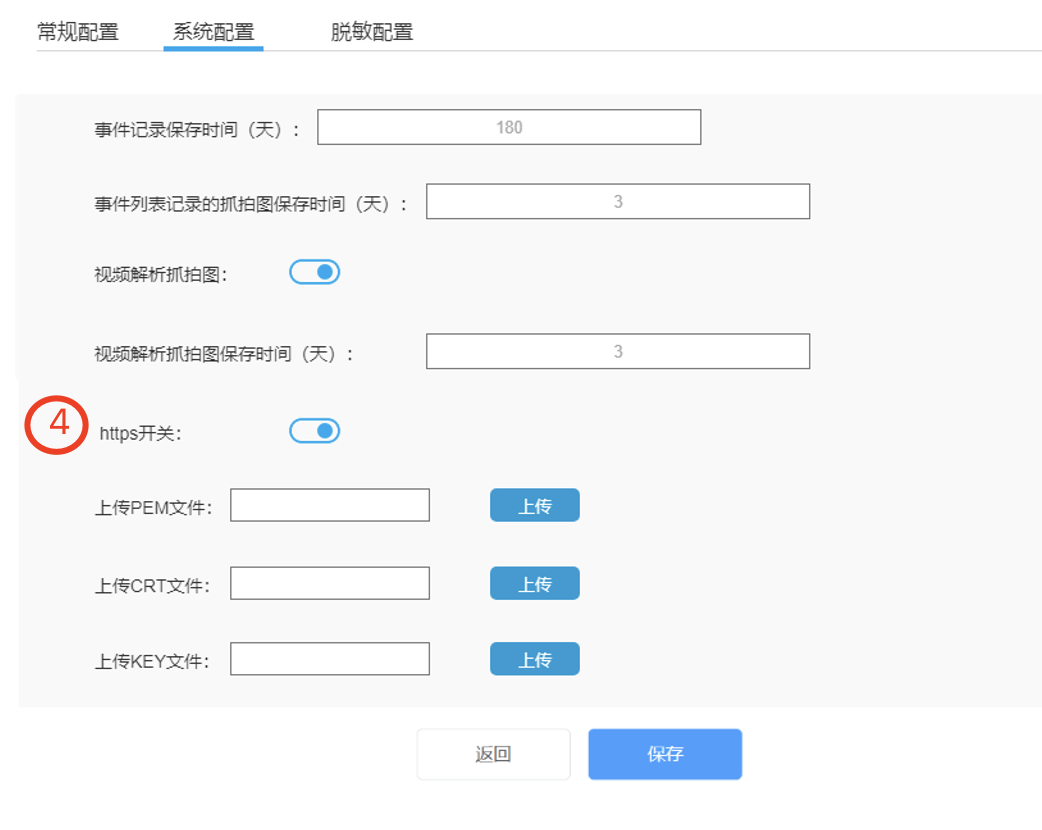 常规配置 系统配置 脱敏配置
事件记录保存时间（天）： 180
事件列表记录的抓拍图保存时间（天）： 3
视频解析抓拍图：
视频解析抓拍图保存时间（天）： 3
4 https开关：
上传PEM文件： 上传
上传CRT文件： 上传
上传KEY文件： 上传
返回 保存